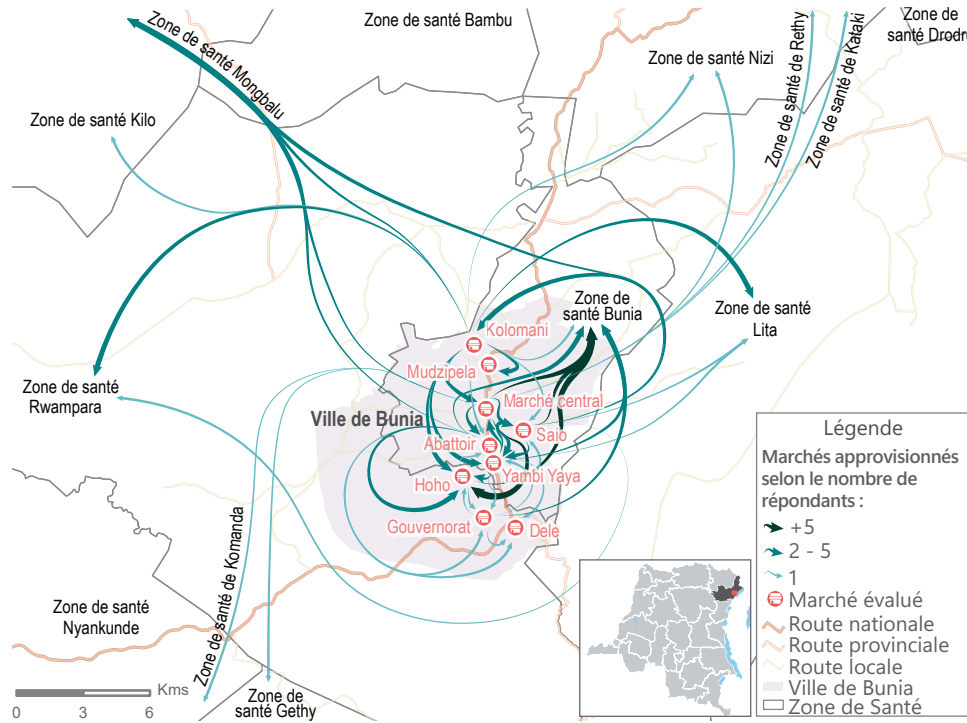 Zone de santé Bambu
Zone de
santé Drodro
Zone de santé Mongbalu
Zone de santé Nizi
Zone de santé de Rethy
Zone de santé de Kataki
Zone de santé Kilo
Zone de
santé Bunia
Zone de santé
Lita
Kolomani
Mudzipela
Zone de santé
Rwampara
Marché central
Ville de Bunia
Saio
Abattoir
Yambi Yaya
Hoho
Gouvernorat
Dele
Zone de santé de Komanda
Zone de santé
Nyankunde
Zone de
santé Gethy
Kms
0 3 6
Légende
Marchés approvisionnés
selon le nombre de
répondants :
+5
2 - 5
1
Marché évalué
Route nationale
Route provinciale
Route locale
Ville de Bunia
Zone de Santé